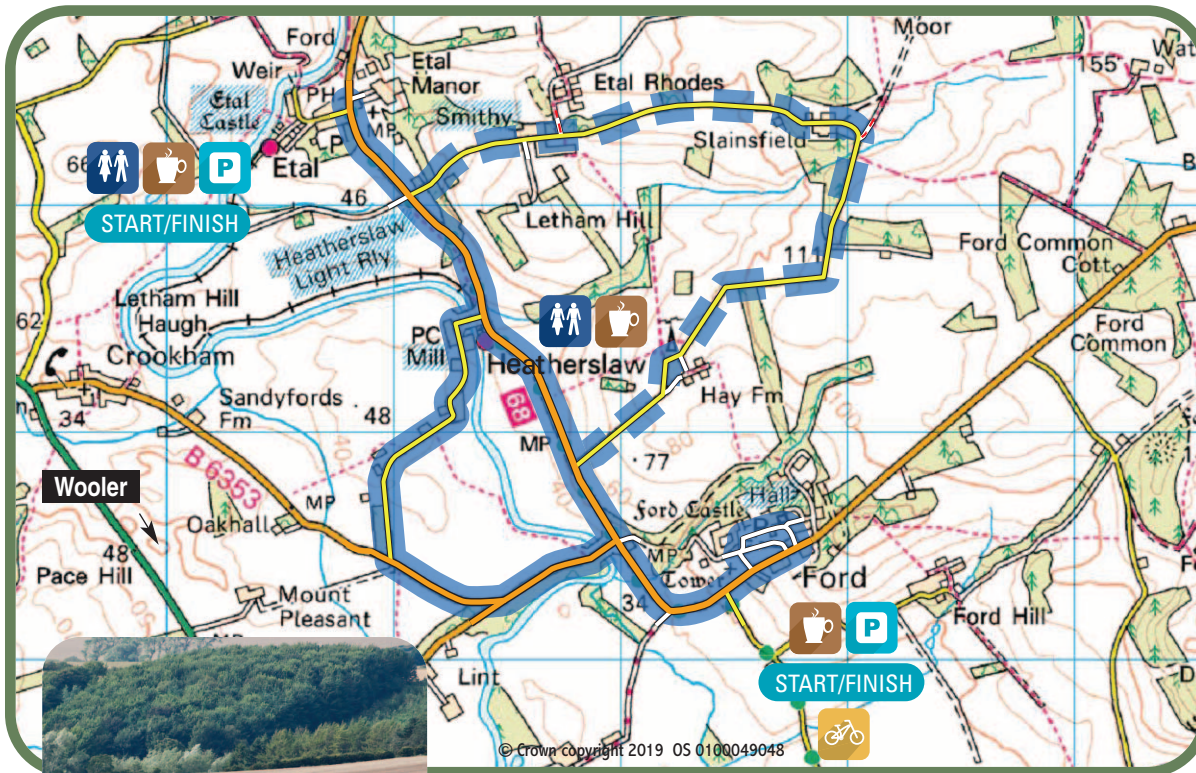 Moor
Ford
Etal
Manor
Weir
155
Wat
Etal Rhodes
PH
Etal
Castle
Smithy
MP
Slainsfield
LP
66
Etal
P
START/FINISH
46
Letham Hill
Heatherslaw
Light Rly
111
Ford Common
Cott
Letham Hill
Haugh
62
PC
Mill
Ford
Common
Crookham
Heatherslaw
Hay Fm
Sandyfords
Fm
34
48
68
MP
77
B 6353
Wooler
MP
Hall
Ford Castle
Oakhall
48
MP
Pace Hill
Tower
Ford
Mount
Pleasant
34
Ford Hill
P
MP
Lint
START/FINISH
© Crown copyright 2019 OS 0100049048